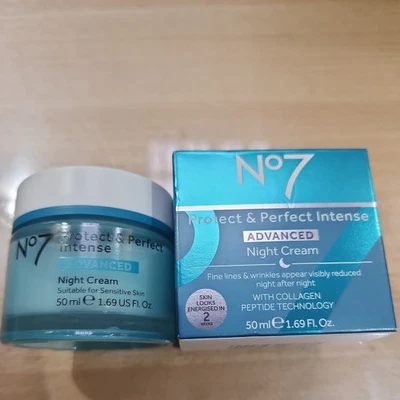 No7
Protect & Perfect
Intense
ADVANCED
Night Cream
Suitable for Sensitive Skin
50 ml e 1.69 US Fl. Oz.
No7
Protect & Perfect Intense
ADVANCED
Night Cream
Fine lines & wrinkles appear visibly reduced
night after night
SKIN
LOOKS
ENERGISED IN
2
WEEKS
WITH COLLAGEN
PEPTIDE TECHNOLOGY
50 ml e 1.69 Fl. Oz.